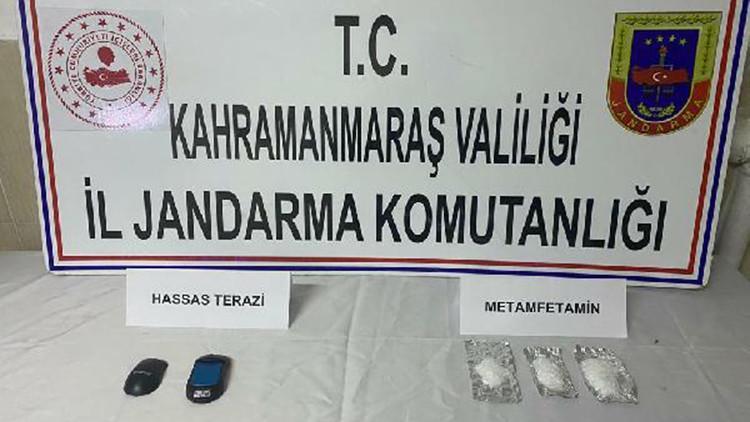 T.C.
KAHRAMANMARAŞ VALİLİĞİ
İL JANDARMA KOMUTANLIĞI
JANDARMA
HASSAS TERAZİ
METAMFETAMİN